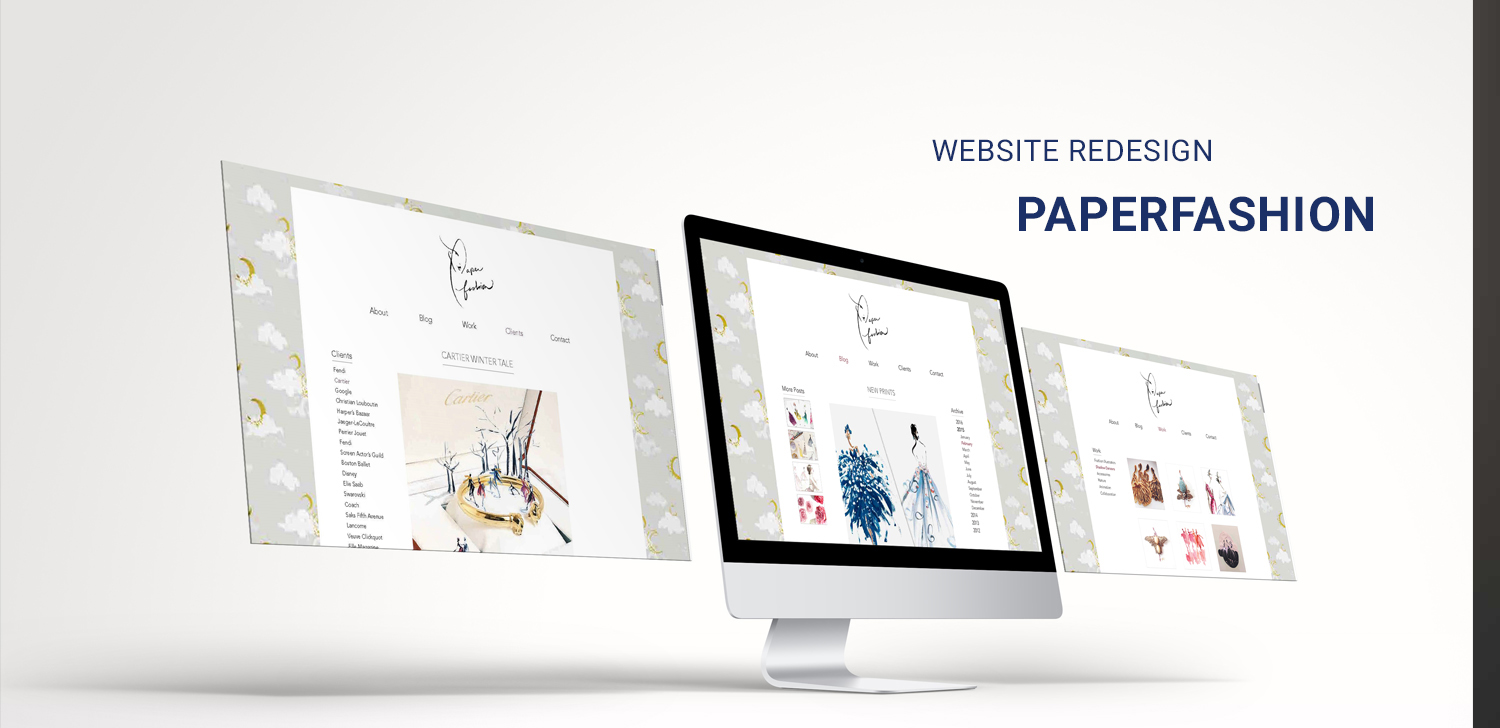 WEBSITE REDESIGN
PAPERFASHION
Paper
fashion
About
Blog
Work
Clients
Contact
Clients
Fendi
Cartier
Google
Christian Louboutin
Harper's Bazaar
Jaeger-LeCoultre
Perrier Jouet
Fendi
Screen Actor's Guild
Boston Ballet
Disney
Elie Saab
Swarovski
Coach
Saks Fifth Avenue
Lancome
Veuve Clickquot
Elle Magazine
CARTIER WINTER TALE
Cartier
Paper
fashion
About
Blog
Work
Clients
Contact
More Posts
NEW PRINTS
Archive
2016
2015
January
February
March
April
May
June
July
August
September
October
November
December
2014
2013
2012
Paper
fashion
About
Blog
Work
Clients
Contact
Work